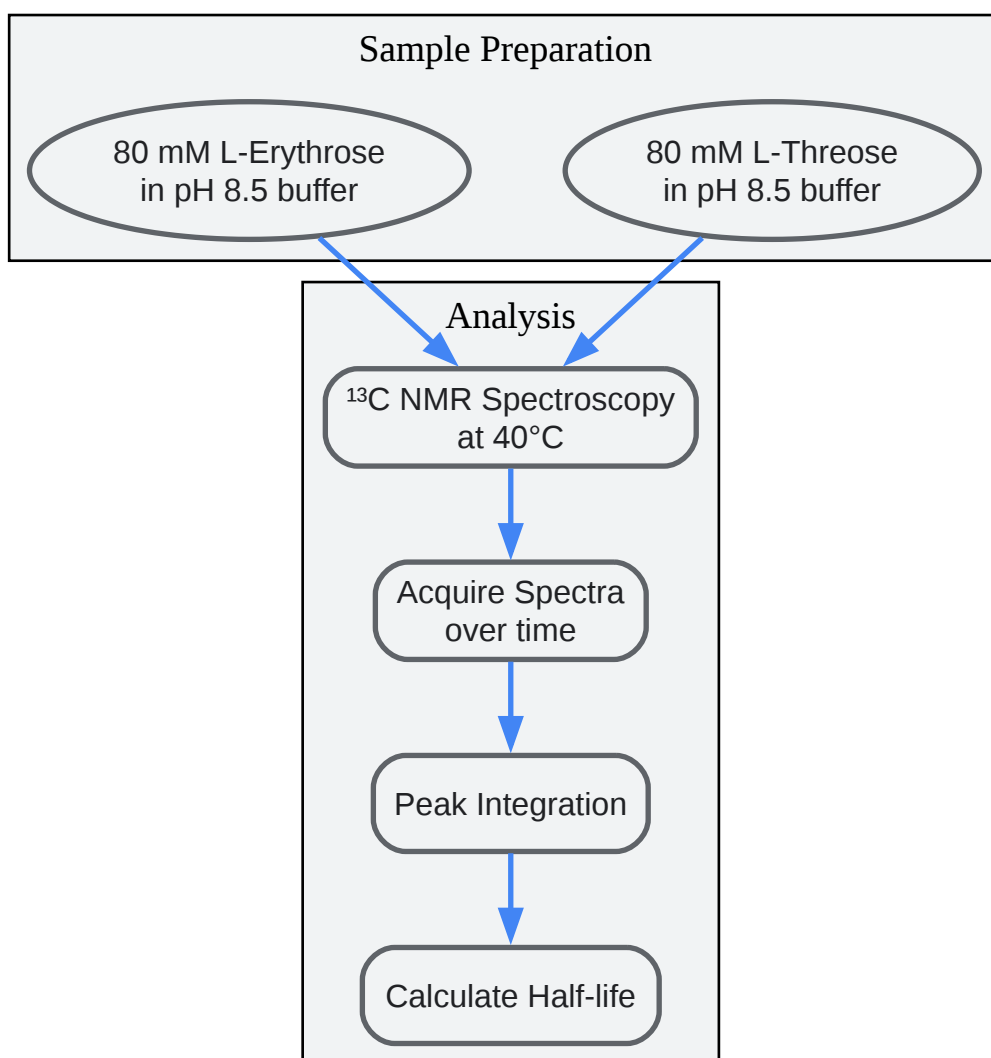 Sample Preparation
80 mM L-Erythrose
in pH 8.5 buffer
80 mM L-Threose
in pH 8.5 buffer
Analysis
¹³C NMR Spectroscopy
at 40°C
Acquire Spectra
over time
Peak Integration
Calculate Half-life